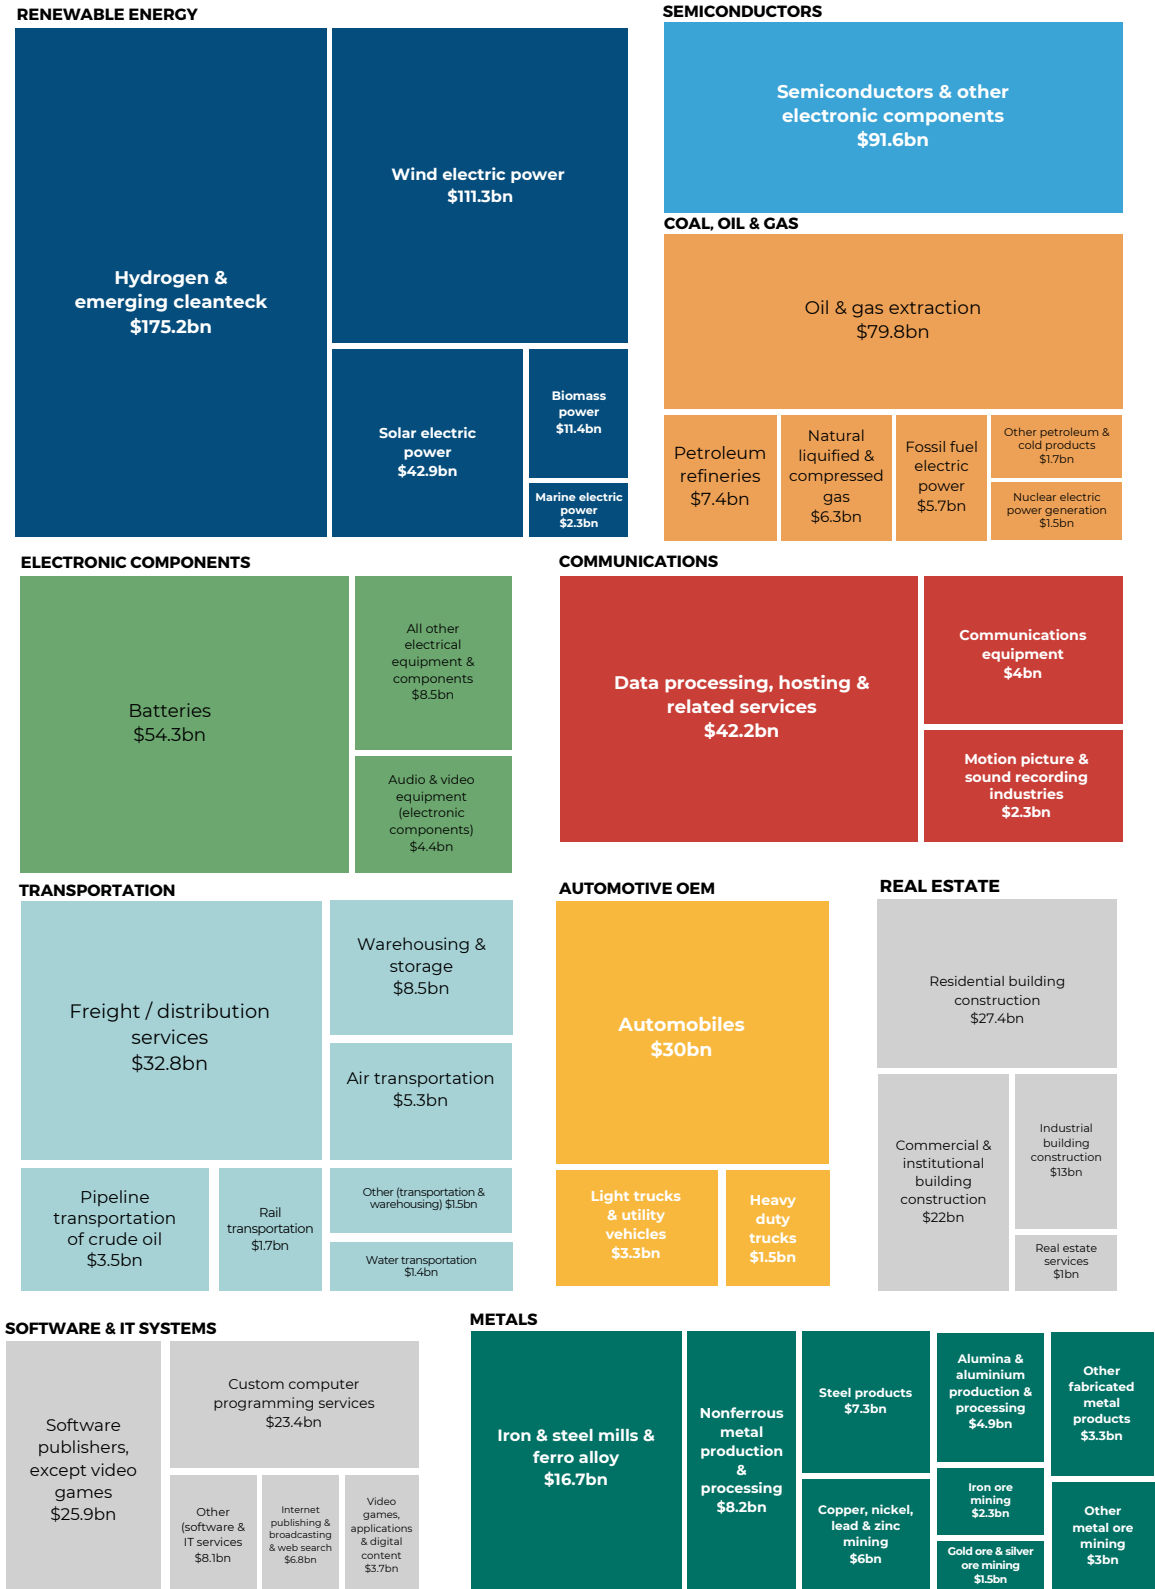 RENEWABLE ENERGY
Hydrogen &
emerging cleanteck
$175.2bn
Wind electric power
$111.3bn
Solar electric
power
$42.9bn
Biomass
power
$11.4bn
Marine electric
power
$2.3bn
SEMICONDUCTORS
Semiconductors & other
electronic components
$91.6bn
COAL, OIL & GAS
Oil & gas extraction
$79.8bn
Petroleum
refineries
$7.4bn
Natural
liquified &
compressed
gas
$6.3bn
Fossil fuel
electric
power
$5.7bn
Other petroleum &
cold products
$1.7bn
Nuclear electric
power generation
$1.5bn
ELECTRONIC COMPONENTS
Batteries
$54.3bn
All other
electrical
equipment &
components
$8.5bn
Audio & video
equipment
(electronic
components)
$4.4bn
COMMUNICATIONS
Data processing, hosting &
related services
$42.2bn
Communications
equipment
$4bn
Motion picture &
sound recording
industries
$2.3bn
TRANSPORTATION
Freight / distribution
services
$32.8bn
Warehousing &
storage
$8.5bn
Air transportation
$5.3bn
Pipeline
transportation
of crude oil
$3.5bn
Rail
transportation
$1.7bn
Other (transportation &
warehousing) $1.5bn
Water transportation
$1.4bn
AUTOMOTIVE OEM
Automobiles
$30bn
Light trucks
& utility
vehicles
$3.3bn
Heavy
duty
trucks
$1.5bn
REAL ESTATE
Residential building
construction
$27.4bn
Commercial &
institutional
building
construction
$22bn
Industrial
building
construction
$13bn
Real estate
services
$1bn
SOFTWARE & IT SYSTEMS
Software
publishers,
except video
games
$25.9bn
Custom computer
programming services
$23.4bn
Other
(software &
IT services
$8.1bn
Internet
publishing &
broadcasting
& web search
$6.8bn
Video
games,
applications
& digital
content
$3.7bn
METALS
Iron & steel mills &
ferro alloy
$16.7bn
Nonferrous
metal
production
&
processing
$8.2bn
Steel products
$7.3bn
Copper, nickel,
lead & zinc
mining
$6bn
Alumina &
aluminium
production &
processing
$4.9bn
Iron ore
mining
$2.3bn
Gold ore & silver
ore mining
$1.5bn
Other
fabricated
metal
products
$3.3bn
Other
metal ore
mining
$3bn